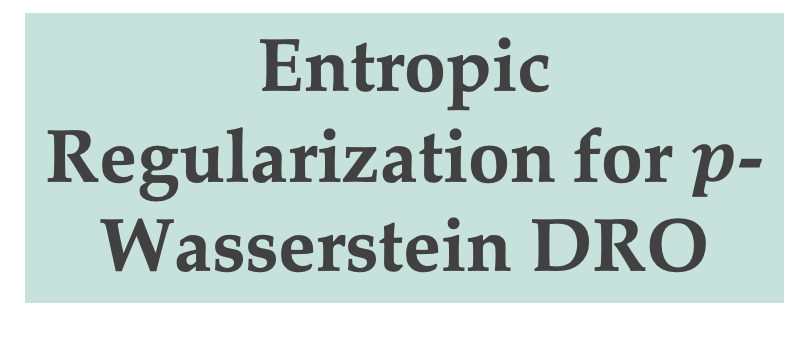 Entropic
Regularization for p-
Wasserstein DRO